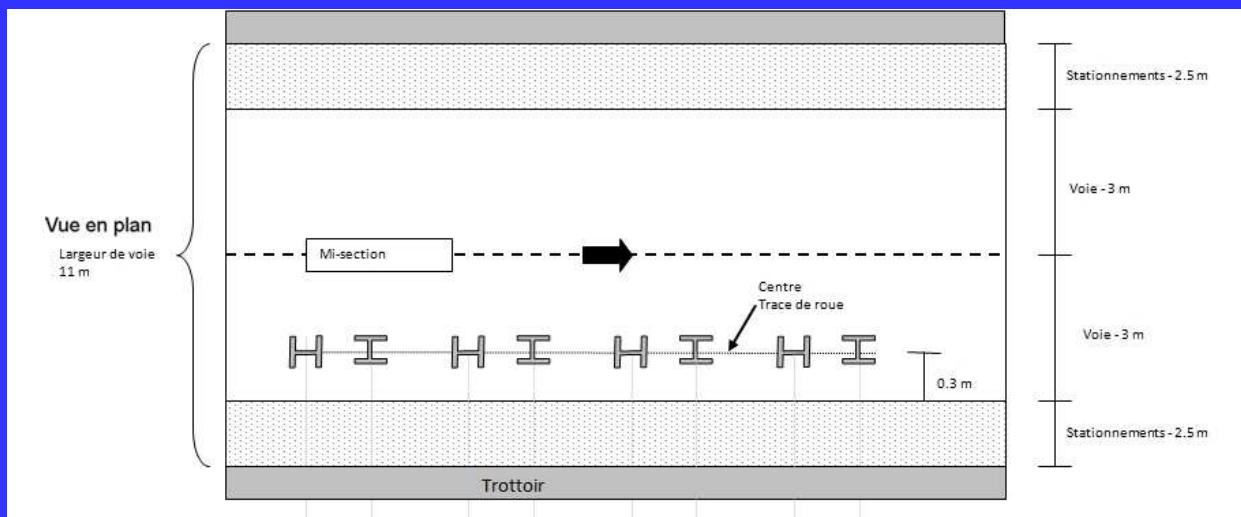 Stationnements - 2.5 m
Voie - 3 m
Vue en plan
Largeur de voie
11 m
Mi-section
Centre
Trace de roue
Voie - 3 m
0.3 m
Stationnements - 2.5 m
Trottoir